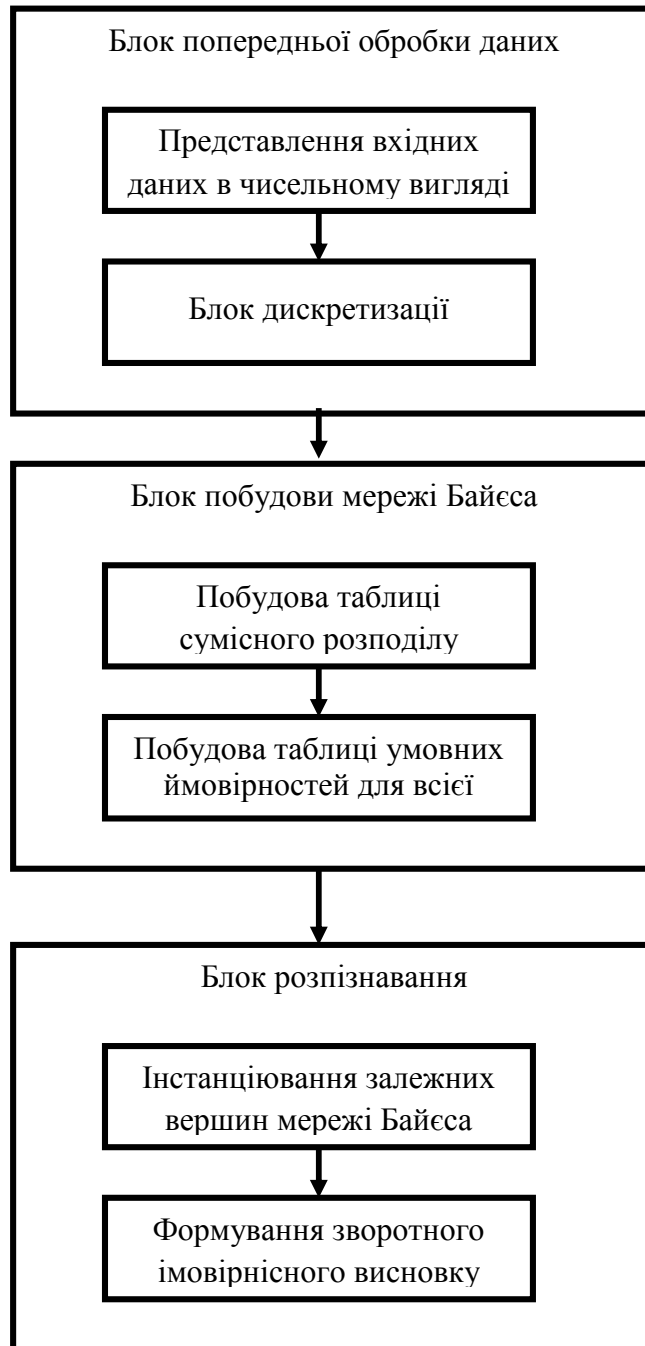 Блок попередньої обробки даних
Представлення вхідних
даних в чисельному вигляді
Блок дискретизації
Блок побудови мережі Байєса
Побудова таблиці
сумісного розподілу
Побудова таблиці умовних
ймовірностей для всієї
Блок розпізнавання
Інстанціювання залежних
вершин мережі Байєса
Формування зворотного
імовірнісного висновку